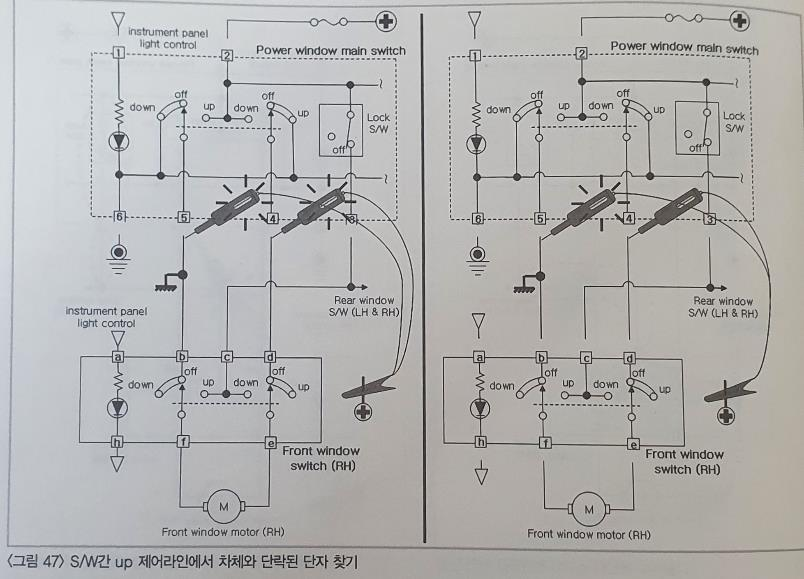 instrument panel
light control
1
2
Power window main switch
down
off
up
down
off
up
Lock
S/W
off
6
5
4
3
Rear window
S/W (LH & RH)
instrument panel
light control
a
b
c
d
down
off
up
down
off
up
h
f
e
Front window
switch (RH)
M
Front window motor (RH)
1
2
Power window main switch
down
off
up
down
off
up
Lock
S/W
off
6
5
4
3
Rear window
S/W (LH & RH)
a
b
c
d
down
off
up
down
off
up
h
f
e
Front window
switch (RH)
M
Front window motor (RH)
〈그림 47〉 S/W간 up 제어라인에서 차체와 단락된 단자 찾기